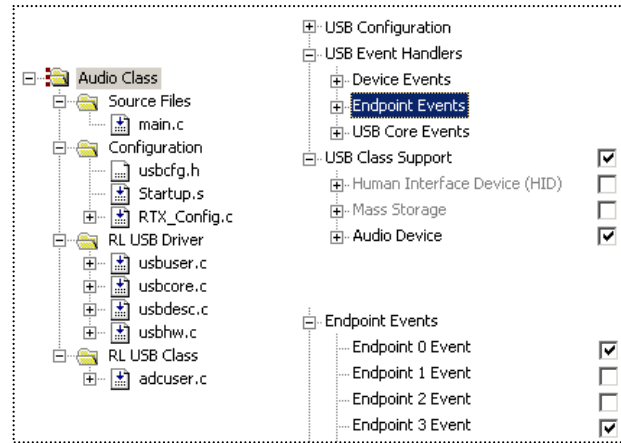 Audio Class
Source Files
main.c
Configuration
usbcfg.h
Startup.s
RTX_Config.c
RL USB Driver
usbuser.c
usbcore.c
usbdesc.c
usbhw.c
RL USB Class
adcuser.c
USB Configuration
USB Event Handlers
Device Events
Endpoint Events
USB Core Events
USB Class Support
Human Interface Device (HID)
Mass Storage
Audio Device
Endpoint Events
Endpoint 0 Event
Endpoint 1 Event
Endpoint 2 Event
Endpoint 3 Event